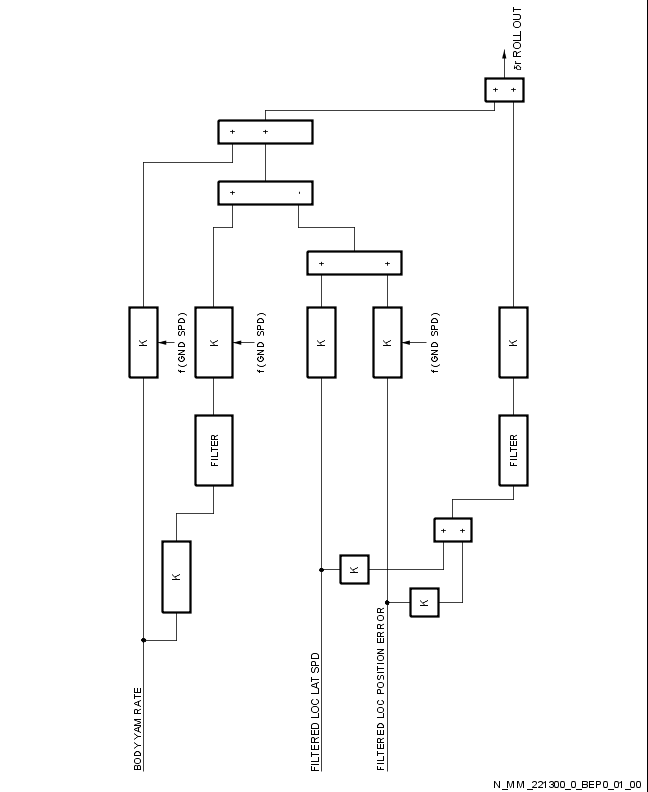 δr ROLL OUT
+ +
+ +
+ -
+ +
K
f(GND SPD)
K
f(GND SPD)
K
K
f(GND SPD)
K
FILTER
FILTER
+ +
K
K
K
BODY YAM RATE
FILTERED LOC LAT SPD
FILTERED LOC POSITION ERROR
N_MM_221300_0_BEP0_01_00